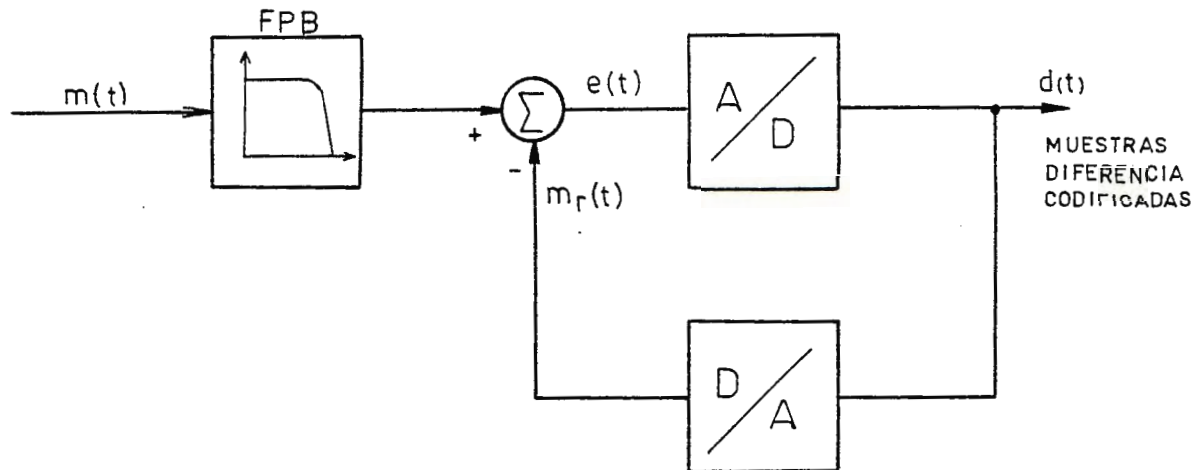 FPB
m(t)
Σ
+
-
e(t)
A/D
d(t)
MUESTRAS
DIFERENCIA
CODIFICADAS
m_r(t)
D/A